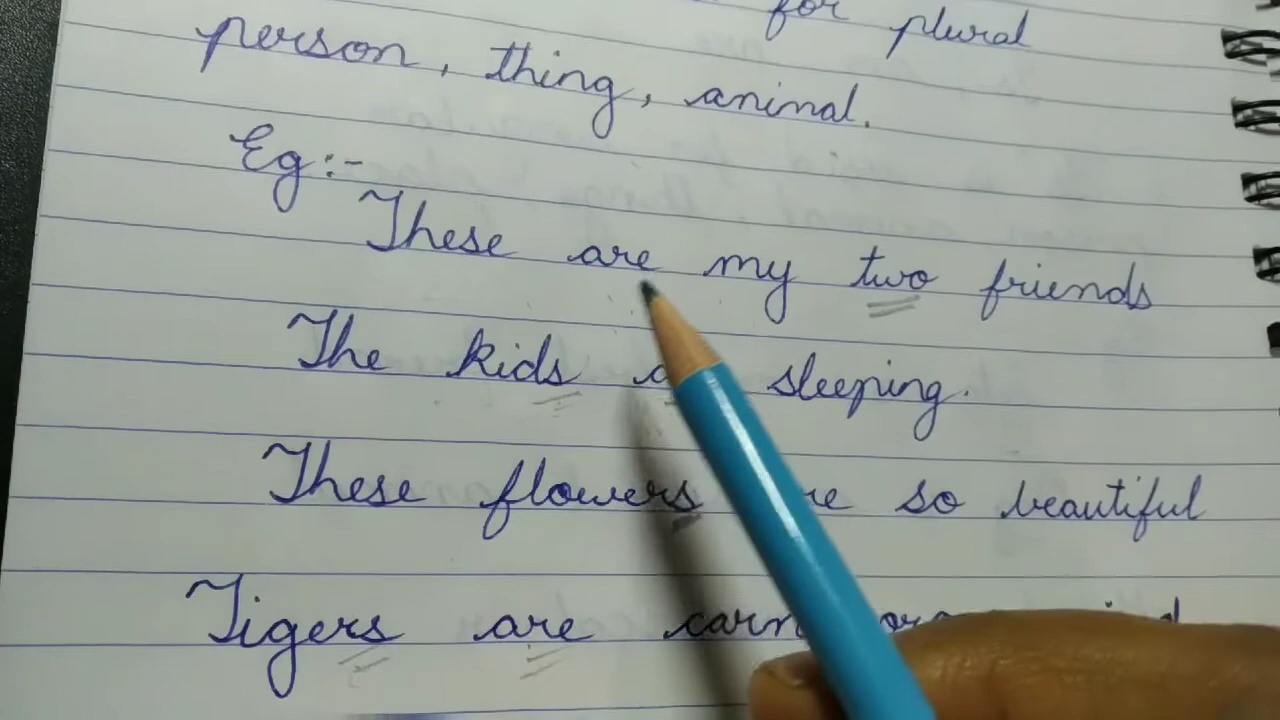 for plural
person, thing, animal.
Eg:-
These are my two friends
The kids sleeping.
These flowers so beautiful
Tigers are